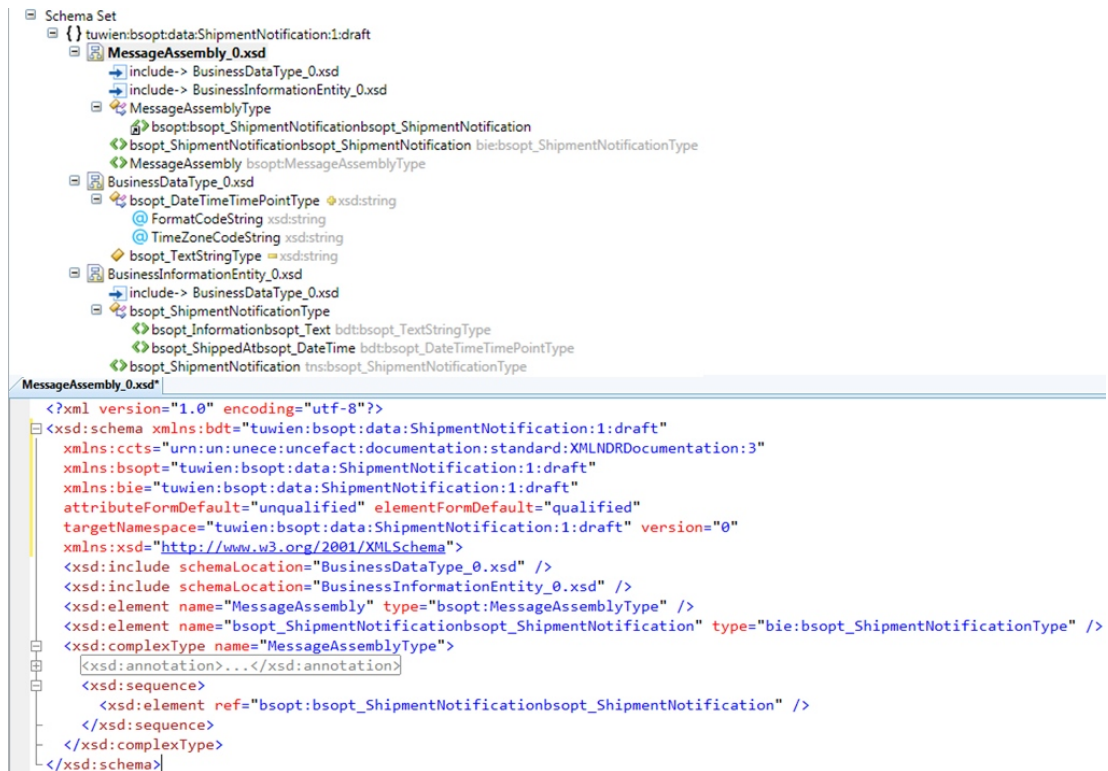 Schema Set
{ } tuwien:bsopt:data:ShipmentNotification:1:draft
MessageAssembly_0.xsd
include-> BusinessDataType_0.xsd
include-> BusinessInformationEntity_0.xsd
MessageAssemblyType
bsopt:bsopt_ShipmentNotificationbsopt_ShipmentNotification
bsopt_ShipmentNotificationbsopt_ShipmentNotification bie:bsopt_ShipmentNotificationType
MessageAssembly bsopt:MessageAssemblyType
BusinessDataType_0.xsd
bsopt_DateTimeTimePointType xsd:string
@ FormatCodeString xsd:string
@ TimeZoneCodeString xsd:string
bsopt_TextStringType xsd:string
BusinessInformationEntity_0.xsd
include-> BusinessDataType_0.xsd
bsopt_ShipmentNotificationType
bsopt_Informationbsopt_Text bdt:bsopt_TextStringType
bsopt_ShippedAtbsopt_DateTime bdt:bsopt_DateTimeTimePointType
bsopt_ShipmentNotification tns:bsopt_ShipmentNotificationType
MessageAssembly_0.xsd*
<?xml version="1.0" encoding="utf-8"?>
<xsd:schema xmlns:bdt="tuwien:bsopt:data:ShipmentNotification:1:draft"
xmlns:ccts="urn:un:unece:uncefact:documentation:standard:XMLNDRDocumentation:3"
xmlns:bsopt="tuwien:bsopt:data:ShipmentNotification:1:draft"
xmlns:bie="tuwien:bsopt:data:ShipmentNotification:1:draft"
attributeFormDefault="unqualified" elementFormDefault="qualified"
targetNamespace="tuwien:bsopt:data:ShipmentNotification:1:draft" version="0"
xmlns:xsd="http://www.w3.org/2001/XMLSchema">
<xsd:include schemaLocation="BusinessDataType_0.xsd" />
<xsd:include schemaLocation="BusinessInformationEntity_0.xsd" />
<xsd:element name="MessageAssembly" type="bsopt:MessageAssemblyType" />
<xsd:element name="bsopt_ShipmentNotificationbsopt_ShipmentNotification" type="bie:bsopt_ShipmentNotificationType" />
<xsd:complexType name="MessageAssemblyType">
<xsd:annotation>...</xsd:annotation>
<xsd:sequence>
<xsd:element ref="bsopt:bsopt_ShipmentNotificationbsopt_ShipmentNotification" />
</xsd:sequence>
</xsd:complexType>
</xsd:schema>